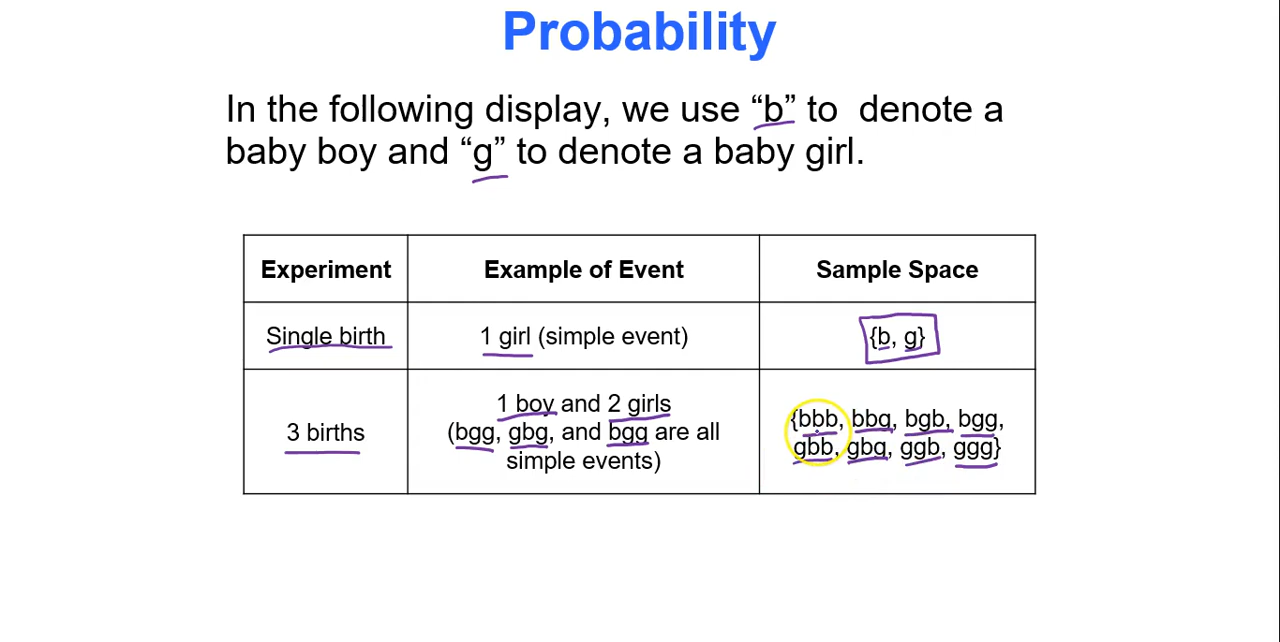 Probability
In the following display, we use “b” to denote a
baby boy and “g” to denote a baby girl.
Experiment
Example of Event
Sample Space
Single birth
1 girl (simple event)
{b, g}
3 births
1 boy and 2 girls
(bgg, gbg, and bgg are all
simple events)
{bbb, bbg, bgb, bgg,
gbb, gbg, ggb, ggg}